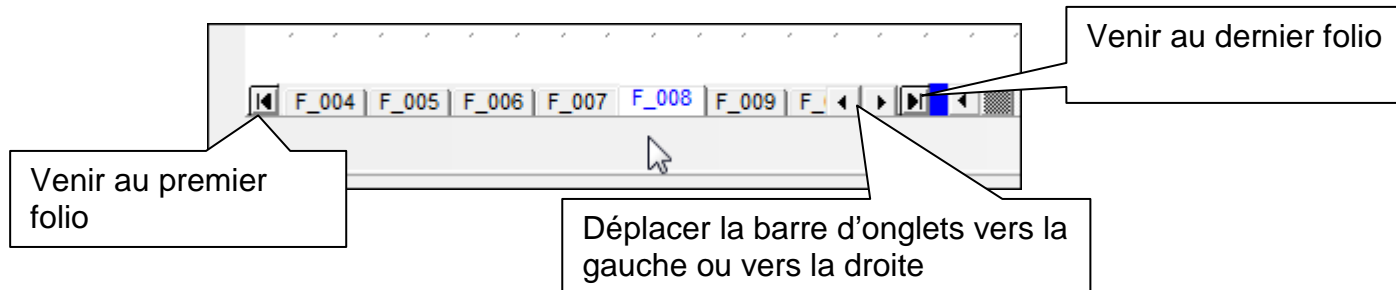 Venir au dernier folio
F_004 F_005 F_006 F_007 F_008 F_009
Venir au premier
folio
Déplacer la barre d’onglets vers la
gauche ou vers la droite